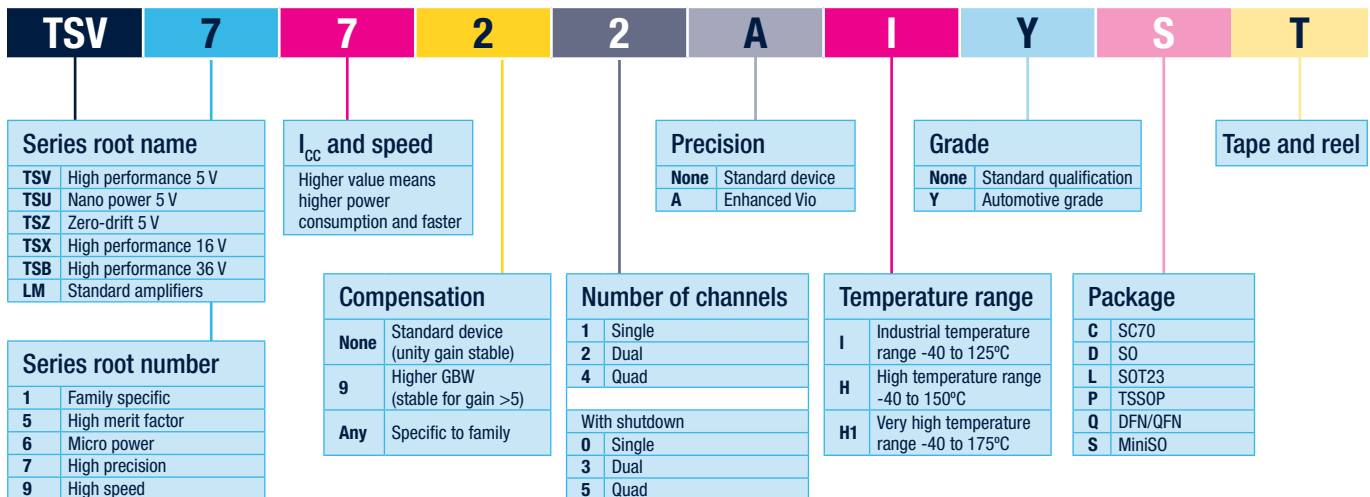 TSV 7 7 2 2 A I Y S T
Series root name
TSV High performance 5 V
TSU Nano power 5 V
TSZ Zero-drift 5 V
TSX High performance 16 V
TSB High performance 36 V
LM Standard amplifiers
Series root number
1 Family specific
5 High merit factor
6 Micro power
7 High precision
9 High speed
Icc and speed
Higher value means
higher power
consumption and faster
Compensation
None Standard device
(unity gain stable)
9 Higher GBW
(stable for gain >5)
Any Specific to family
Number of channels
1 Single
2 Dual
4 Quad
With shutdown
0 Single
3 Dual
5 Quad
Precision
None Standard device
A Enhanced Vio
Temperature range
I Industrial temperature
range -40 to 125ºC
H High temperature range
-40 to 150ºC
H1 Very high temperature
range -40 to 175ºC
Grade
None Standard qualification
Y Automotive grade
Package
C SC70
D SO
L SOT23
P TSSOP
Q DFN/QFN
S MiniSO
Tape and reel